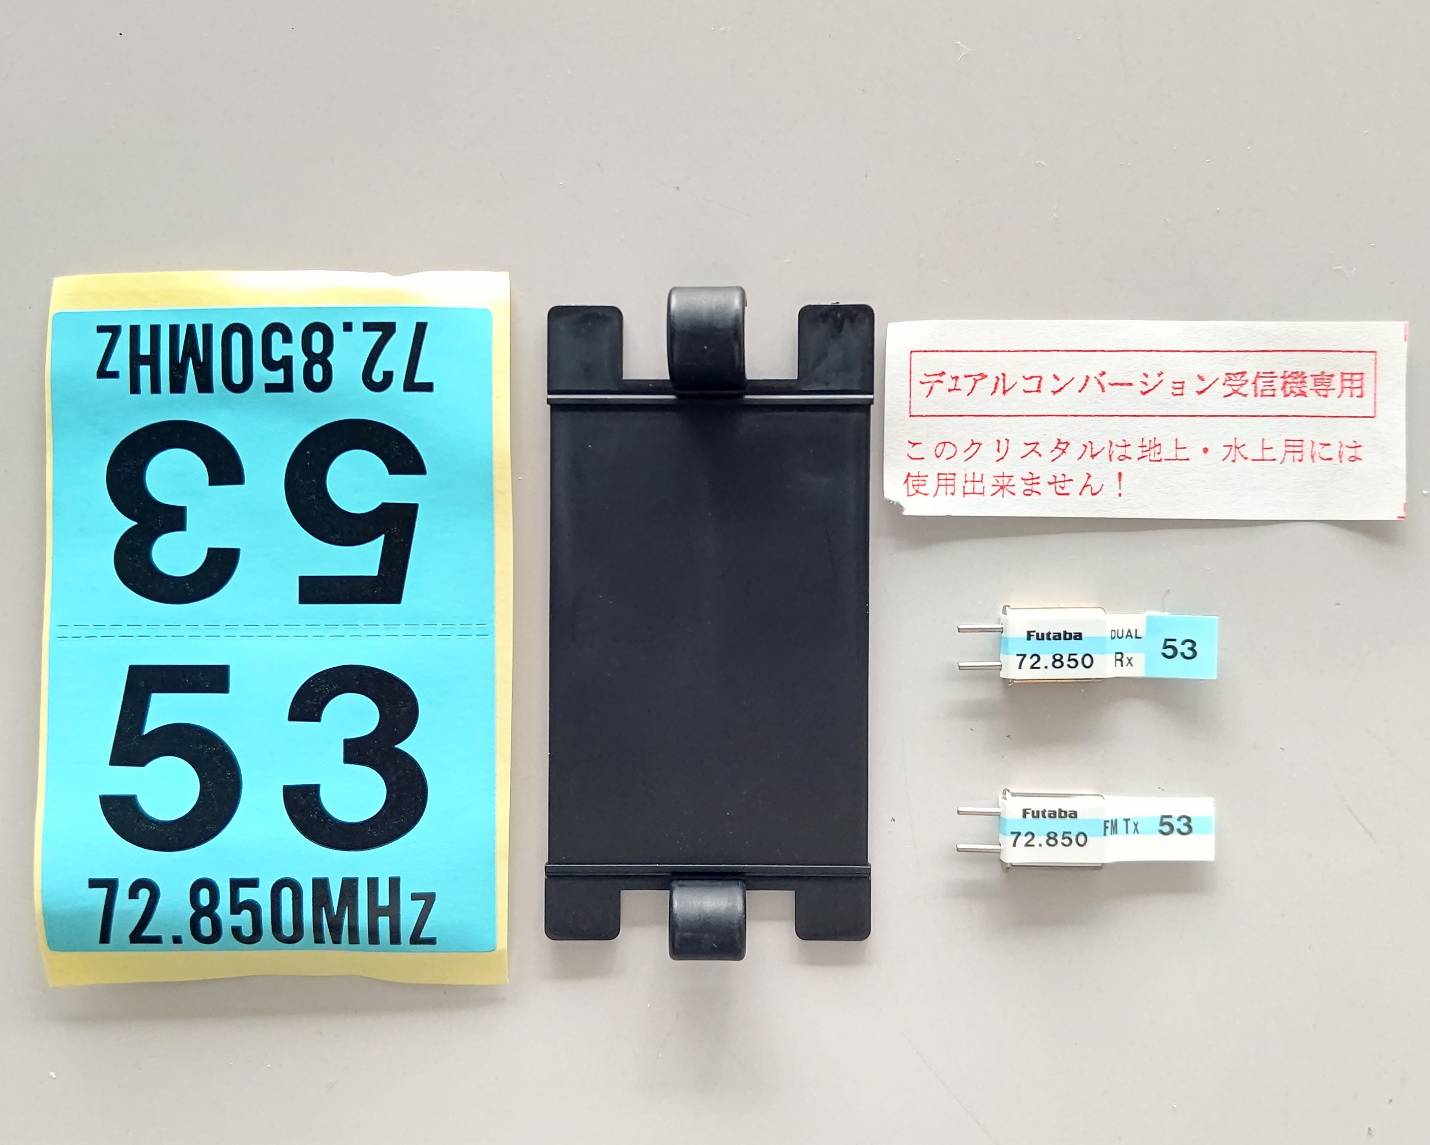 72.850MHz
53
53
72.850MHz
デュアルコンバージョン受信機専用
このクリスタルは地上・水上用には
使用出来ません！
Futaba DUAL
72.850 Rx 53
Futaba
72.850 FM Tx 53